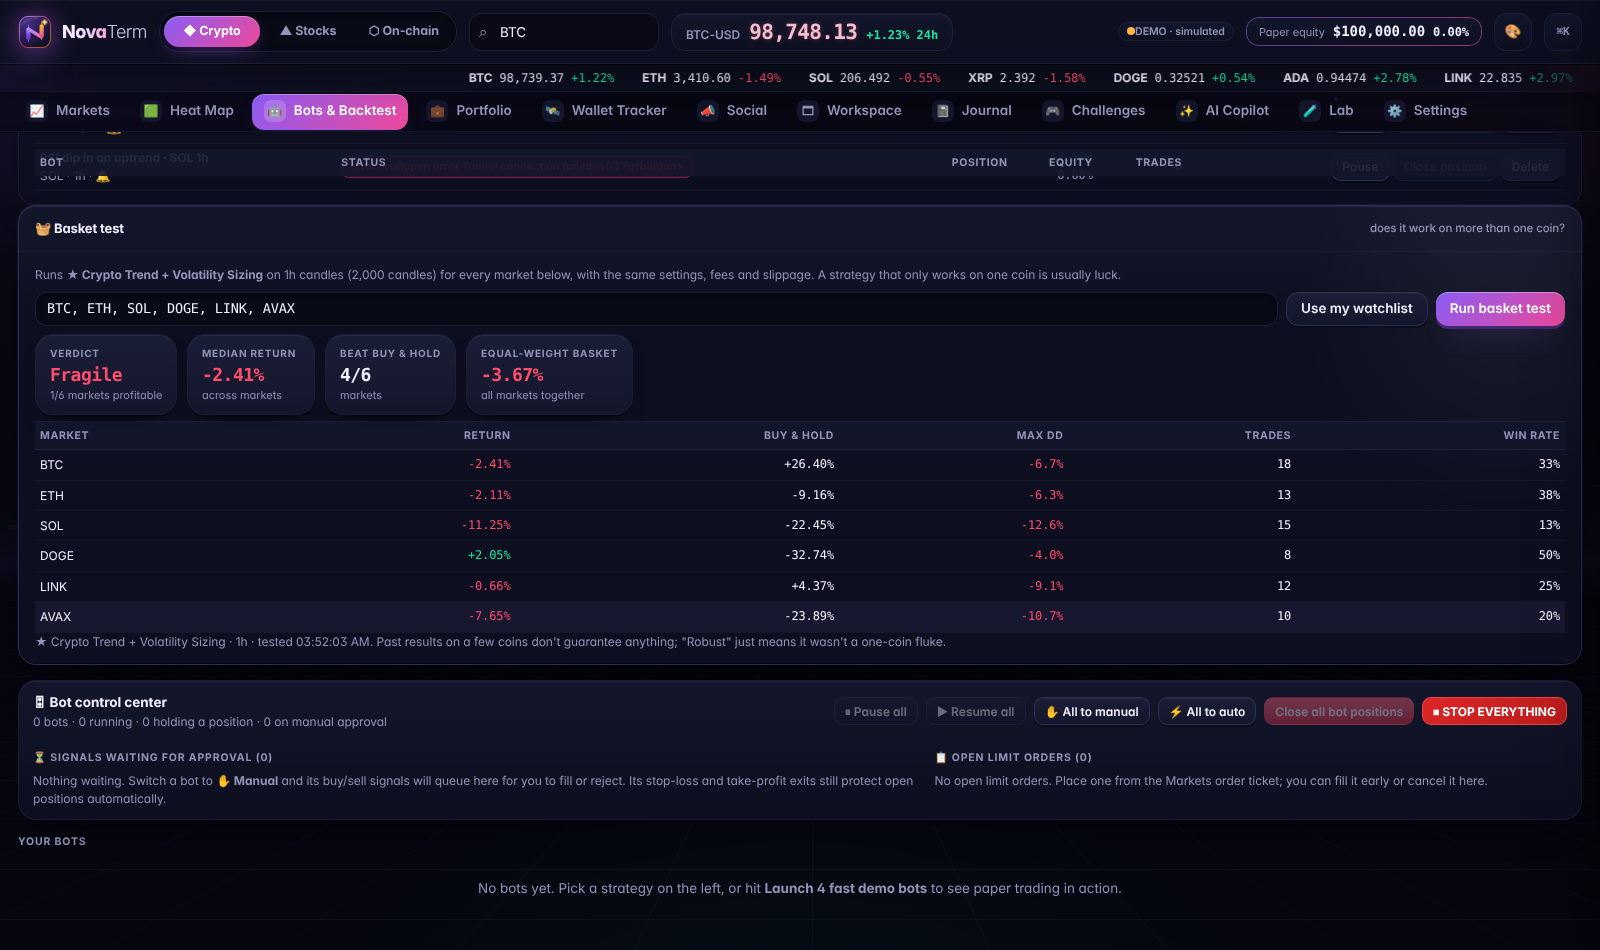 NovaTerm
◆ Crypto
▲ Stocks
⬡ On-chain
BTC
BTC-USD 98,748.13 +1.23% 24h
DEMO · simulated
Paper equity $100,000.00 0.00%
⌘K
BTC 98,739.37 +1.22% ETH 3,410.60 -1.49% SOL 206.492 -0.55% XRP 2.392 -1.58% DOGE 0.32521 +0.54% ADA 0.94474 +2.78% LINK 22.835 +2.97%
Markets
Heat Map
Bots & Backtest
Portfolio
Wallet Tracker
Social
Workspace
Journal
Challenges
AI Copilot
Lab
Settings
dip in an uptrend · SOL 1h
BOT STATUS POSITION EQUITY TRADES
Tunnel connection failed: 403 Forbidden
SOL · 1h · 🔔
0.00%
Pause Close position Delete
🧺 Basket test
does it work on more than one coin?
Runs ★ Crypto Trend + Volatility Sizing on 1h candles (2,000 candles) for every market below, with the same settings, fees and slippage. A strategy that only works on one coin is usually luck.
BTC, ETH, SOL, DOGE, LINK, AVAX
Use my watchlist
Run basket test
VERDICT
Fragile
1/6 markets profitable
MEDIAN RETURN
-2.41%
across markets
BEAT BUY & HOLD
4/6
markets
EQUAL-WEIGHT BASKET
-3.67%
all markets together
MARKET RETURN BUY & HOLD MAX DD TRADES WIN RATE
BTC -2.41% +26.40% -6.7% 18 33%
ETH -2.11% -9.16% -6.3% 13 38%
SOL -11.25% -22.45% -12.6% 15 13%
DOGE +2.05% -32.74% -4.0% 8 50%
LINK -0.66% +4.37% -9.1% 12 25%
AVAX -7.65% -23.89% -10.7% 10 20%
★ Crypto Trend + Volatility Sizing · 1h · tested 03:52:03 AM. Past results on a few coins don't guarantee anything; "Robust" just means it wasn't a one-coin fluke.
🎛 Bot control center
0 bots · 0 running · 0 holding a position · 0 on manual approval
⏸ Pause all
▶ Resume all
✋ All to manual
⚡ All to auto
Close all bot positions
⏹ STOP EVERYTHING
⏳ SIGNALS WAITING FOR APPROVAL (0)
Nothing waiting. Switch a bot to ✋ Manual and its buy/sell signals will queue here for you to fill or reject. Its stop-loss and take-profit exits still protect open
positions automatically.
📋 OPEN LIMIT ORDERS (0)
No open limit orders. Place one from the Markets order ticket; you can fill it early or cancel it here.
YOUR BOTS
No bots yet. Pick a strategy on the left, or hit Launch 4 fast demo bots to see paper trading in action.